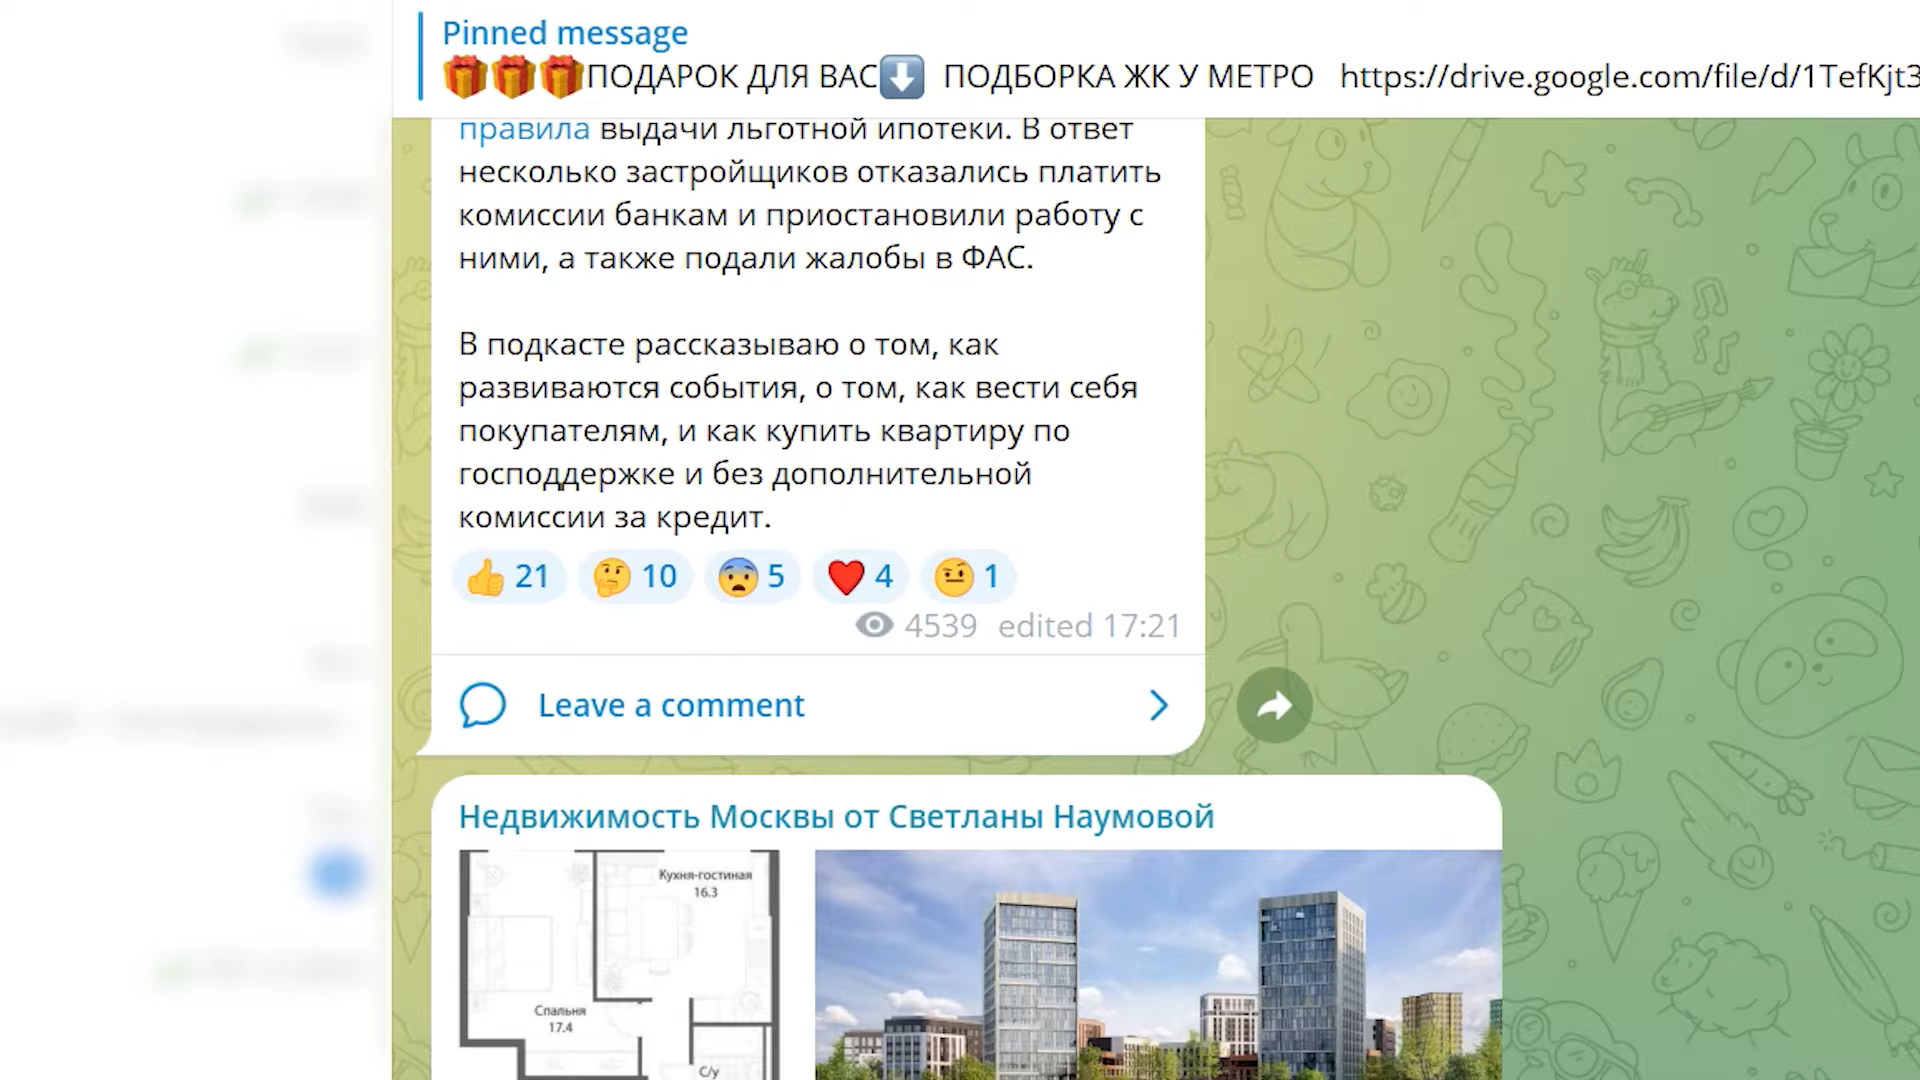 Pinned message
🎁🎁🎁ПОДАРОК ДЛЯ ВАС⬇️ ПОДБОРКА ЖК У МЕТРО https://drive.google.com/file/d/1TefKjt3
правила выдачи льготной ипотеки. В ответ
несколько застройщиков отказались платить
комиссии банкам и приостановили работу с
ними, а также подали жалобы в ФАС.
В подкасте рассказываю о том, как
развиваются события, о том, как вести себя
покупателям, и как купить квартиру по
господдержке и без дополнительной
комиссии за кредит.
👍 21 🤔 10 😨 5 ❤️ 4 🤨 1
4539 edited 17:21
Leave a comment
Недвижимость Москвы от Светланы Наумовой
Кухня-гостиная
16.3
Спальня
17.4
С/у